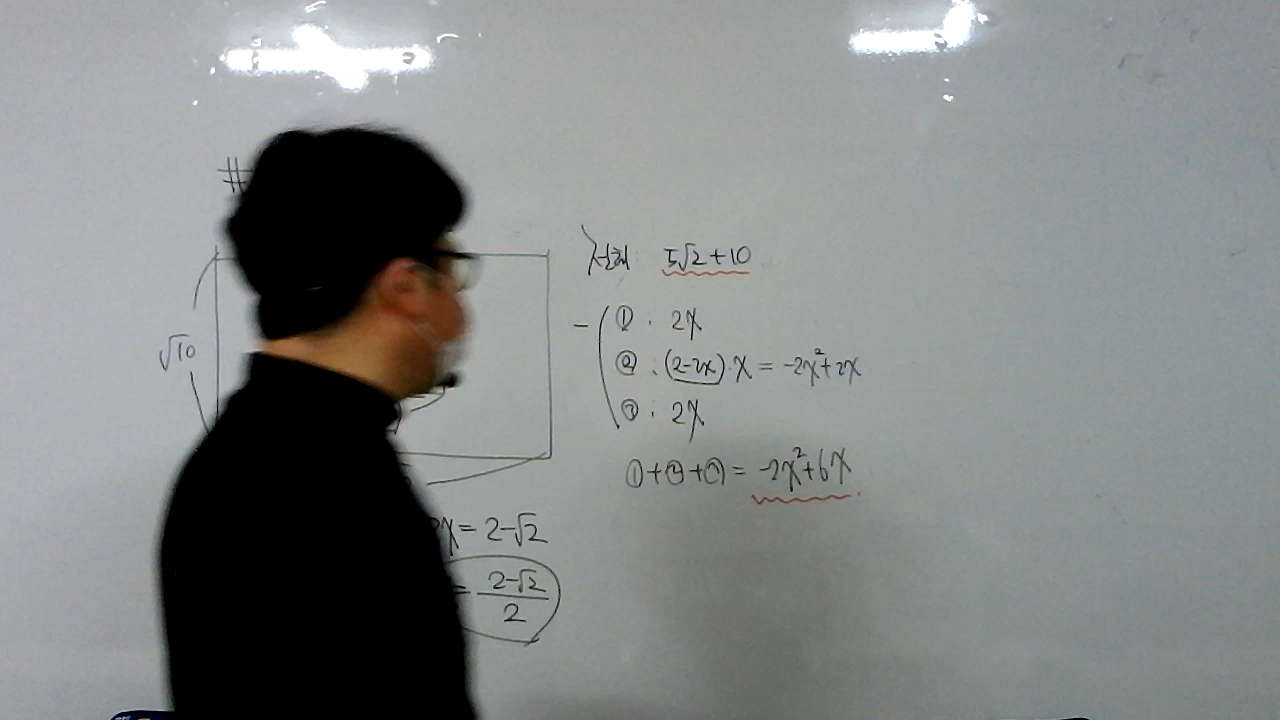 #
√10
x = 2-√2
= (2-√2)/2
전체 5√2+10
- ( ① . 2x
② . (2-2x) x = -2x²+2x
③ . 2x
①+②+③ = -2x²+6x